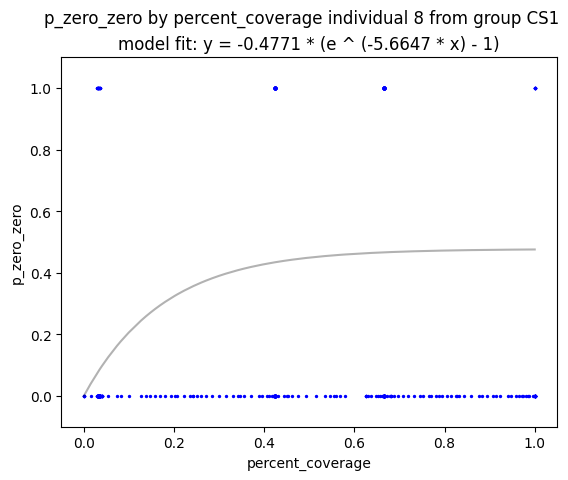 p_zero_zero by percent_coverage individual 8 from group CS1
model fit: y = -0.4771 * (e ^ (-5.6647 * x) - 1)
1.0
0.8
0.6
0.4
0.2
0.0
p_zero_zero
0.0 0.2 0.4 0.6 0.8 1.0
percent_coverage